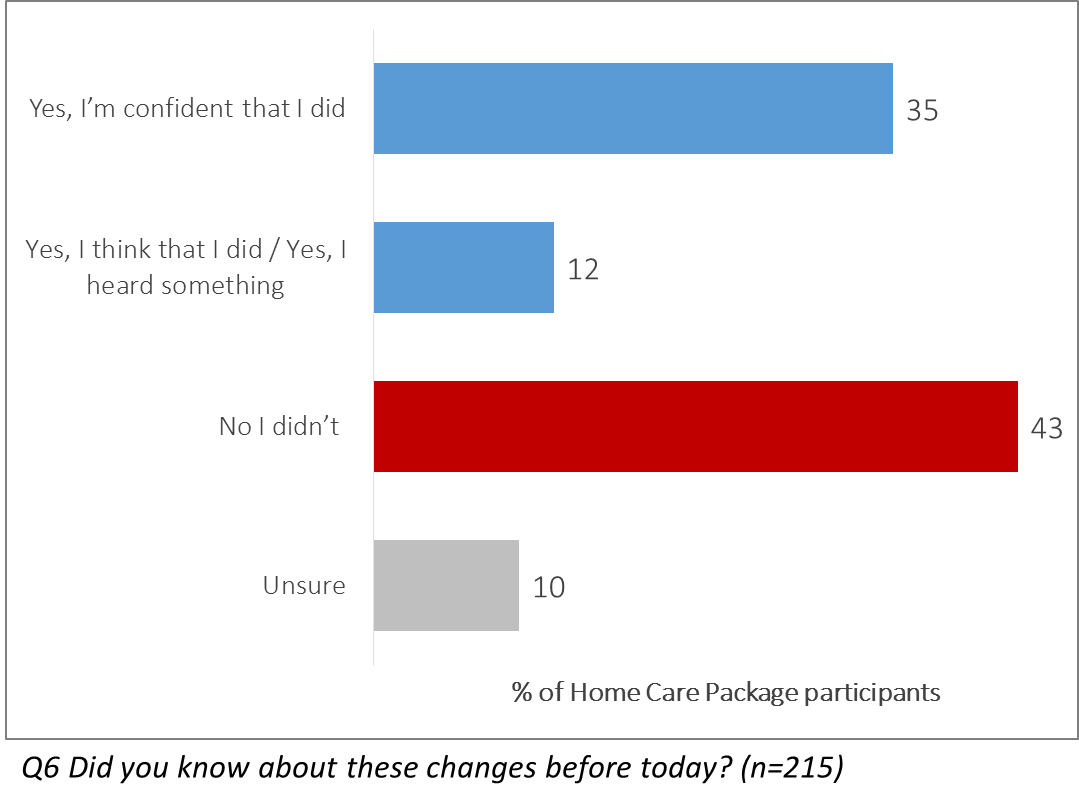 Yes, I’m confident that I did
35
Yes, I think that I did / Yes, I
heard something
12
No I didn’t
43
Unsure
10
% of Home Care Package participants
Q6 Did you know about these changes before today? (n=215)